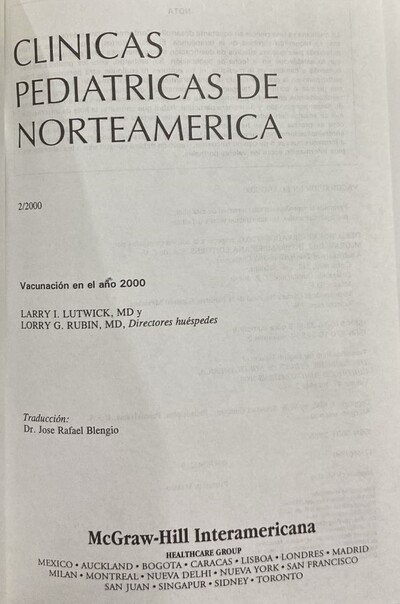 NOTA
CLINICAS
PEDIATRICAS DE
NORTEAMERICA
2/2000
Vacunación en el año 2000
LARRY I. LUTWICK, MD y
LORRY G. RUBIN, MD, Directores huéspedes
Traducción:
Dr. Jose Rafael Blengio
McGraw-Hill Interamericana
HEALTHCARE GROUP
MEXICO • AUCKLAND • BOGOTA • CARACAS • LISBOA • LONDRES • MADRID
MILAN • MONTREAL • NUEVA DELHI • NUEVA YORK • SAN FRANCISCO
SAN JUAN • SINGAPUR • SIDNEY • TORONTO